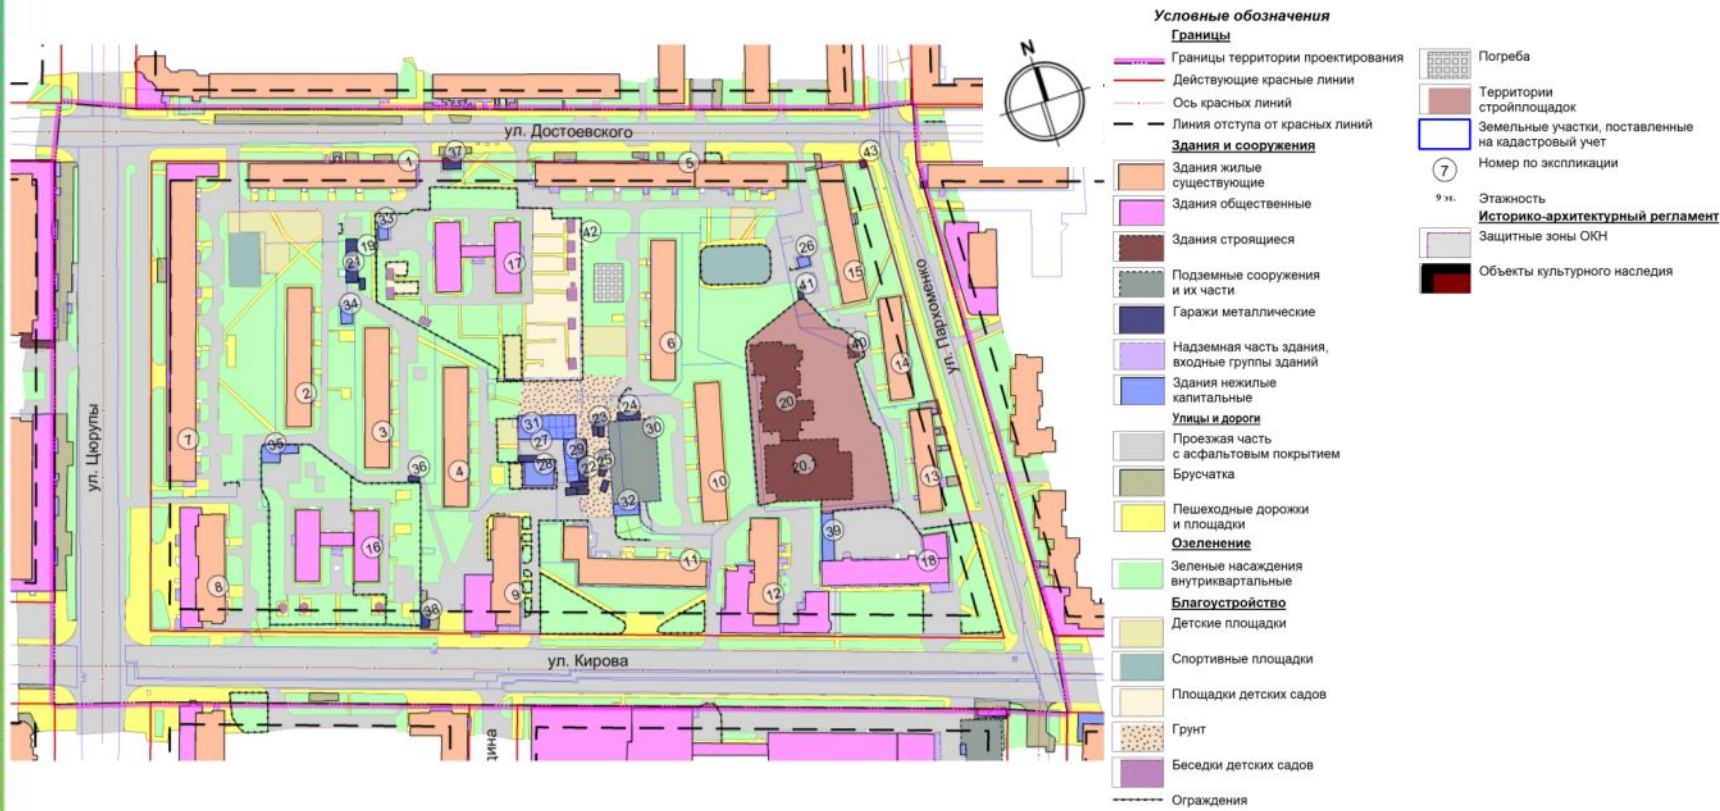 ул. Достоевского
ул. Цюрупы
ул. Пархоменко
ул. Кирова
1
37
5
43
33
19
21
34
17
42
26
41
15
40
14
2
3
6
7
35
36
4
31
27
28
29
22
23
24
25
30
32
10
20
20.1
13
16
8
38
9
11
12
39
18
N
Условные обозначения
Границы
Границы территории проектирования
Действующие красные линии
Ось красных линий
Линия отступа от красных линий
Здания и сооружения
Здания жилые
существующие
Здания общественные
Здания строящиеся
Подземные сооружения
и их части
Гаражи металлические
Надземная часть здания,
входные группы зданий
Здания нежилые
капитальные
Улицы и дороги
Проезжая часть
с асфальтовым покрытием
Брусчатка
Пешеходные дорожки
и площадки
Озеленение
Зеленые насаждения
внутриквартальные
Благоустройство
Детские площадки
Спортивные площадки
Площадки детских садов
Грунт
Беседки детских садов
Ограждения
Погреба
Территории
стройплощадок
Земельные участки, поставленные
на кадастровый учет
7 Номер по экспликации
9 эт. Этажность
Историко-архитектурный регламент
Защитные зоны ОКН
Объекты культурного наследия